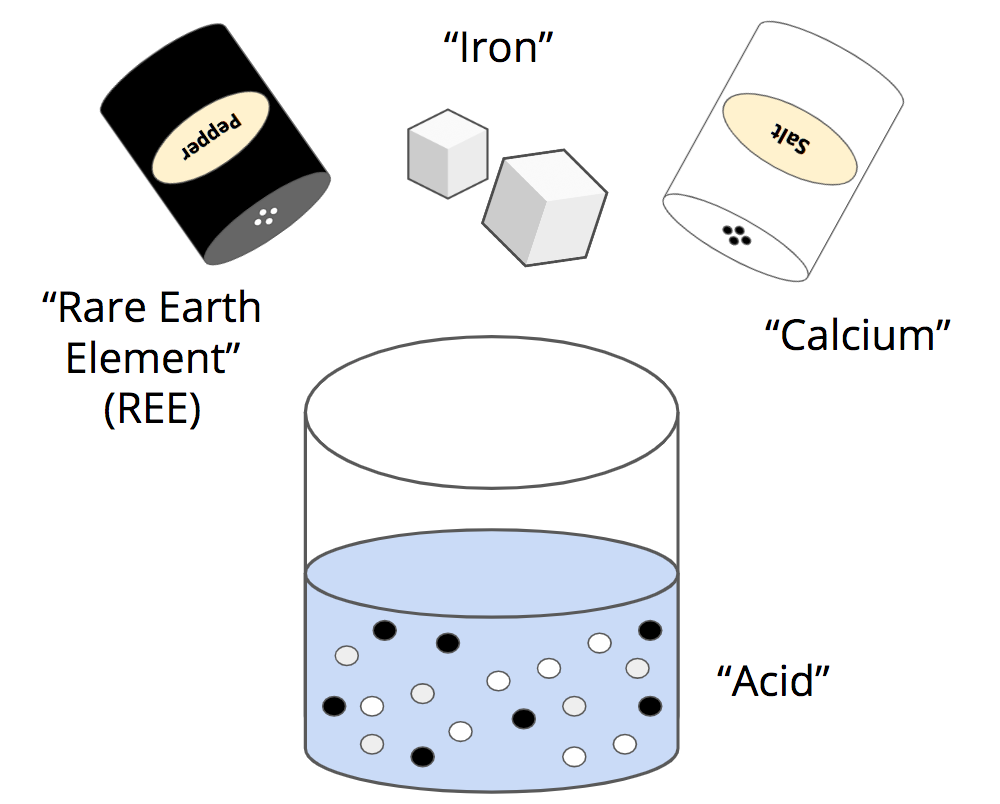 “Iron”
Pepper
Salt
“Rare Earth
Element”
(REE)
“Calcium”
“Acid”